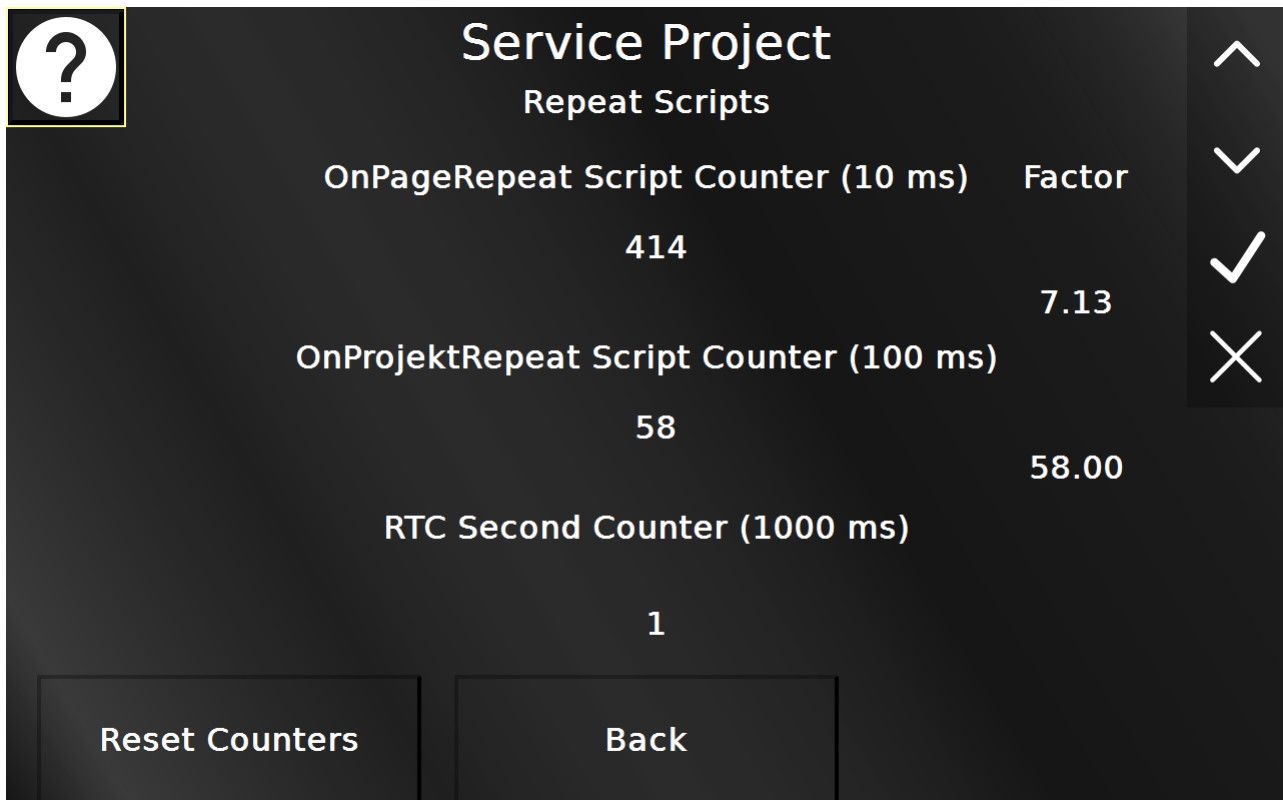 ?
Service Project
Repeat Scripts
OnPageRepeat Script Counter (10 ms) Factor
414
7.13
OnProjektRepeat Script Counter (100 ms)
58
58.00
RTC Second Counter (1000 ms)
1
Reset Counters Back